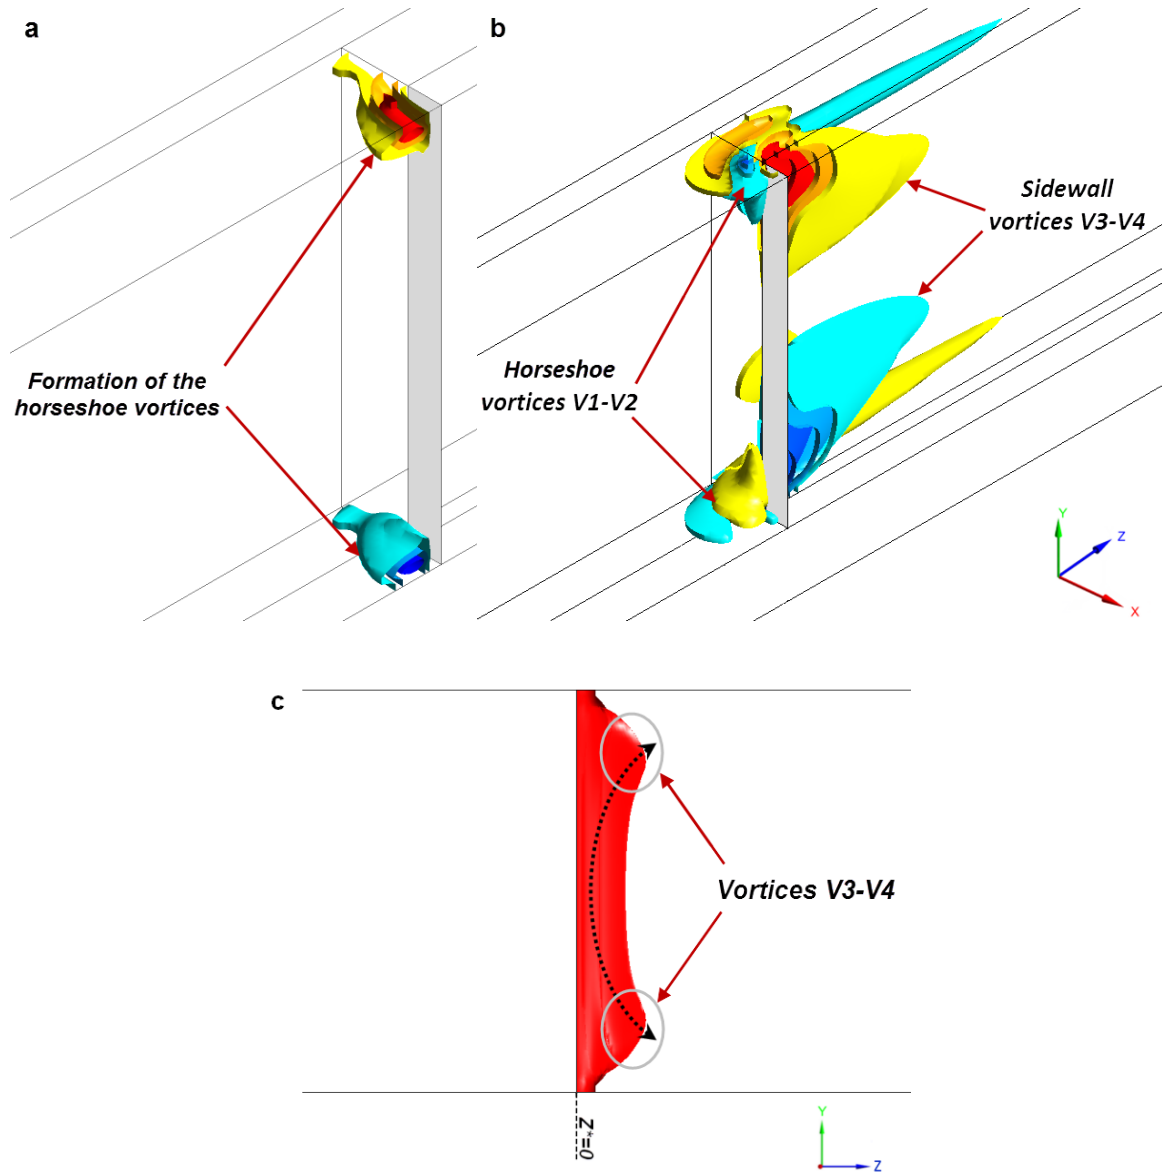 a
b
Sidewall
vortices V3-V4
Formation of the
horseshoe vortices
Horseshoe
vortices V1-V2
Y
Z
X
c
Vortices V3-V4
Z*=0
Y
Z